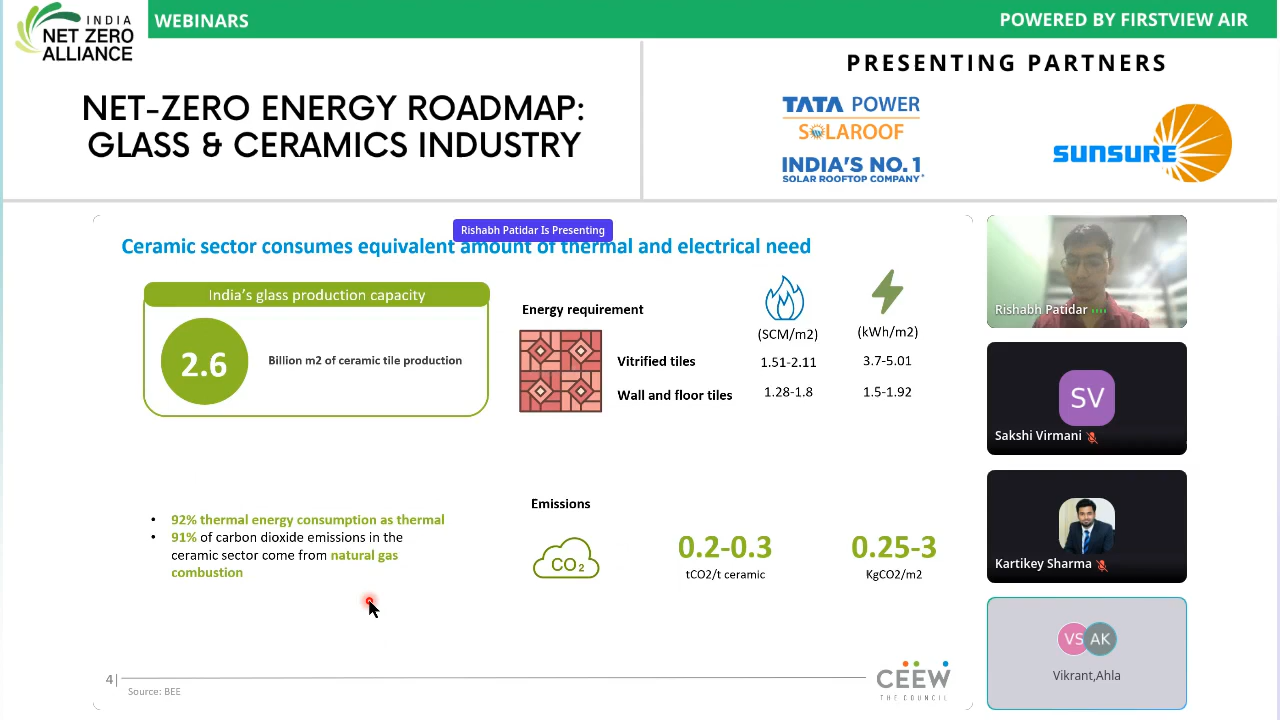 INDIA
NET ZERO
ALLIANCE
WEBINARS
POWERED BY FIRSTVIEW AIR
NET-ZERO ENERGY ROADMAP:
GLASS & CERAMICS INDUSTRY
PRESENTING PARTNERS
TATA POWER
SOLAROOF
INDIA'S NO. 1
SOLAR ROOFTOP COMPANY*
SUNSURE
Rishabh Patidar Is Presenting
Ceramic sector consumes equivalent amount of thermal and electrical need
India's glass production capacity
2.6
Billion m2 of ceramic tile production
Energy requirement
(SCM/m2)
(kWh/m2)
Vitrified tiles
1.51-2.11
3.7-5.01
Wall and floor tiles
1.28-1.8
1.5-1.92
• 92% thermal energy consumption as thermal
• 91% of carbon dioxide emissions in the
ceramic sector come from natural gas
combustion
Emissions
CO2
0.2-0.3
tCO2/t ceramic
0.25-3
KgCO2/m2
4|
Source: BEE
CEEW
THE COUNCIL
Rishabh Patidar
SV
Sakshi Virmani
Kartikey Sharma
VS
AK
Vikrant,Ahla